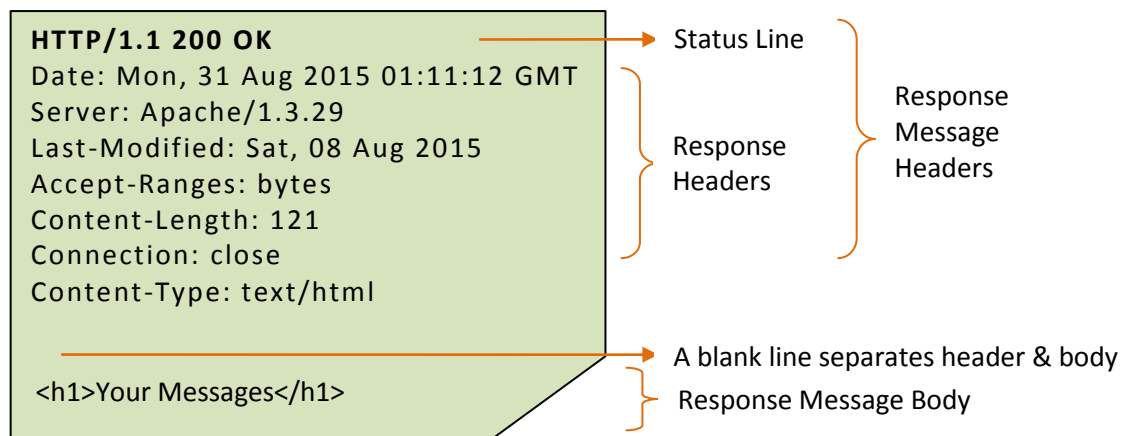 HTTP/1.1 200 OK
Date: Mon, 31 Aug 2015 01:11:12 GMT
Server: Apache/1.3.29
Last-Modified: Sat, 08 Aug 2015
Accept-Ranges: bytes
Content-Length: 121
Connection: close
Content-Type: text/html
<h1>Your Messages</h1>
Status Line
Response
Headers
Response
Message
Headers
A blank line separates header & body
Response Message Body